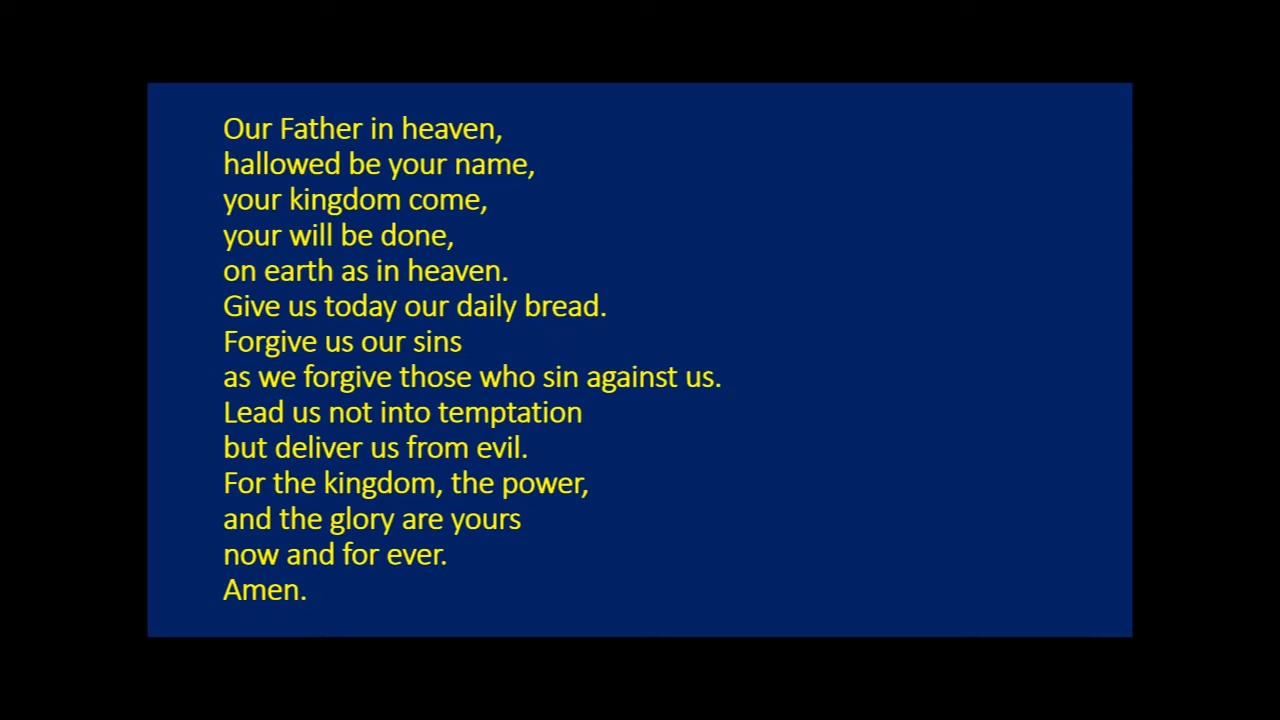 Our Father in heaven,
hallowed be your name,
your kingdom come,
your will be done,
on earth as in heaven.
Give us today our daily bread.
Forgive us our sins
as we forgive those who sin against us.
Lead us not into temptation
but deliver us from evil.
For the kingdom, the power,
and the glory are yours
now and for ever.
Amen.